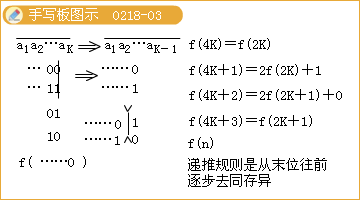 手写板图示 0218-03
a₁a₂…aK⇒a₁a₂…aK-1
… 00 ⇒ ……0
… 11 ……1
01 ……0 1
10 ……1 0
f( ……0 )
f(4K)=f(2K)
f(4K+1)=2f(2K)+1
f(4K+2)=2f(2K+1)+0
f(4K+3)=f(2K+1)
f(n)
递推规则是从末位往前
逐步去同存异